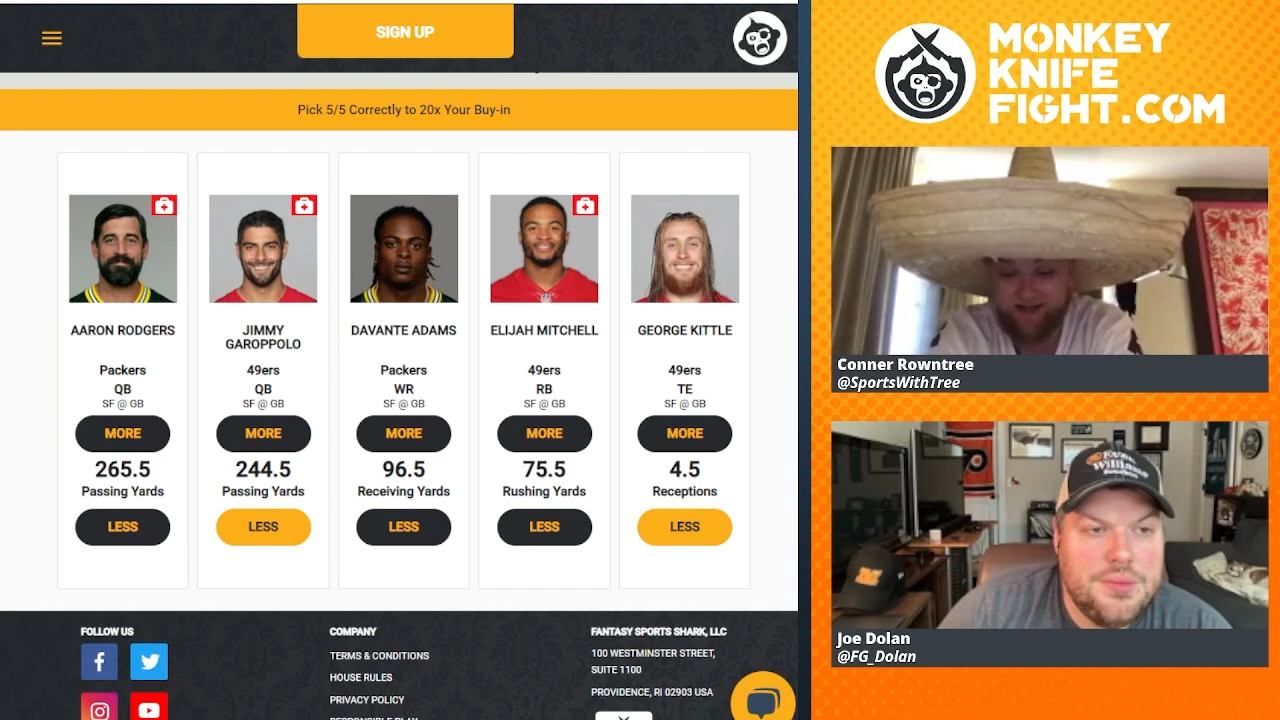 SIGN UP
Pick 5/5 Correctly to 20x Your Buy-in
AARON RODGERS
Packers
QB
SF @ GB
MORE
265.5
Passing Yards
LESS
JIMMY
GAROPPOLO
49ers
QB
SF @ GB
MORE
244.5
Passing Yards
LESS
DAVANTE ADAMS
Packers
WR
SF @ GB
MORE
96.5
Receiving Yards
LESS
ELIJAH MITCHELL
49ers
RB
SF @ GB
MORE
75.5
Rushing Yards
LESS
GEORGE KITTLE
49ers
TE
SF @ GB
MORE
4.5
Receptions
LESS
FOLLOW US
COMPANY
TERMS & CONDITIONS
HOUSE RULES
PRIVACY POLICY
FANTASY SPORTS SHARK, LLC
100 WESTMINSTER STREET,
SUITE 1100
PROVIDENCE, RI 02903 USA
MONKEY
KNIFE
FIGHT.COM
Conner Rowntree
@SportsWithTree
Joe Dolan
@FG_Dolan